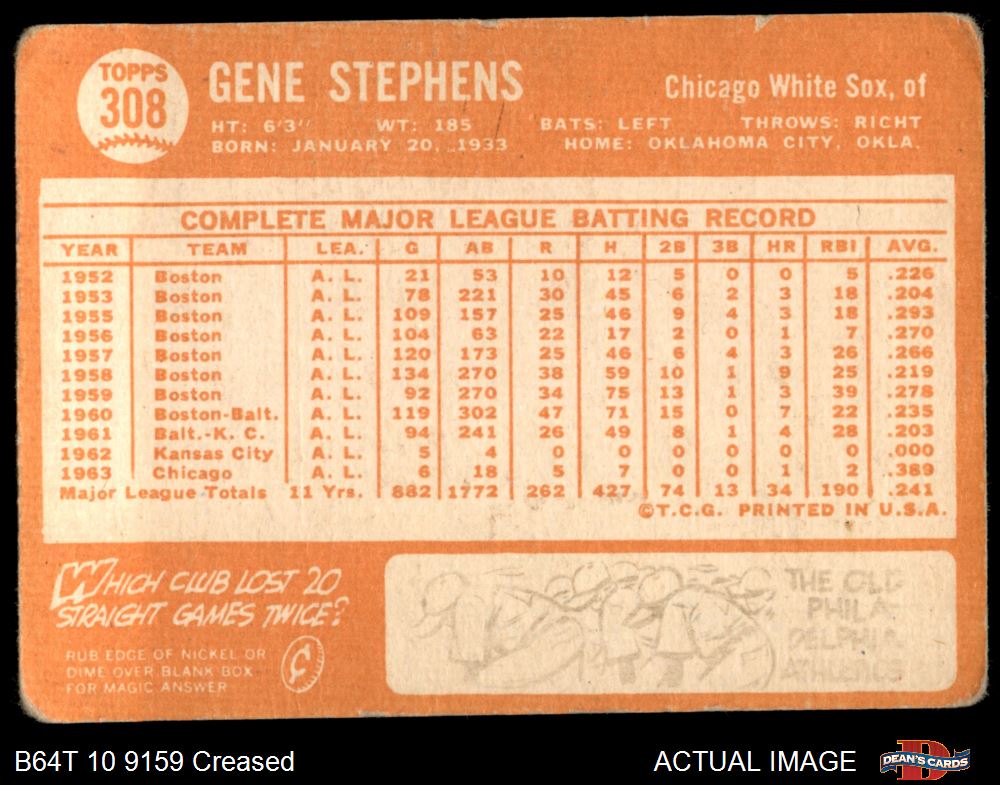 TOPPS
308
GENE STEPHENS
Chicago White Sox, of
HT: 6'3" WT: 185 BATS: LEFT THROWS: RIGHT
BORN: JANUARY 20, 1933 HOME: OKLAHOMA CITY, OKLA.
COMPLETE MAJOR LEAGUE BATTING RECORD
YEAR TEAM LEA. G AB R H 2B 3B HR RBI AVG.
1952 Boston A. L. 21 53 10 12 5 0 0 5 .226
1953 Boston A. L. 78 221 30 45 6 2 3 18 .204
1955 Boston A. L. 109 157 25 46 9 4 3 18 .293
1956 Boston A. L. 104 63 22 17 2 0 1 7 .270
1957 Boston A. L. 120 173 25 46 6 4 3 26 .266
1958 Boston A. L. 134 270 38 59 10 1 9 25 .219
1959 Boston A. L. 92 270 34 75 13 1 3 39 .278
1960 Boston-Balt. A. L. 119 302 47 71 15 0 7 22 .235
1961 Balt.-K. C. A. L. 94 241 26 49 8 1 4 28 .203
1962 Kansas City A. L. 5 4 0 0 0 0 0 0 .000
1963 Chicago A. L. 6 18 5 7 0 0 1 2 .389
Major League Totals 11 Yrs. 882 1772 262 427 74 13 34 190 .241
©T.C.G. PRINTED IN U.S.A.
WHICH CLUB LOST 20
STRAIGHT GAMES TWICE?
RUB EDGE OF NICKEL OR
DIME OVER BLANK BOX
FOR MAGIC ANSWER
THE OLD
PHILA-
DELPHIA
ATHLETICS
B64T 10 9159 Creased
ACTUAL IMAGE
DEAN'S CARDS